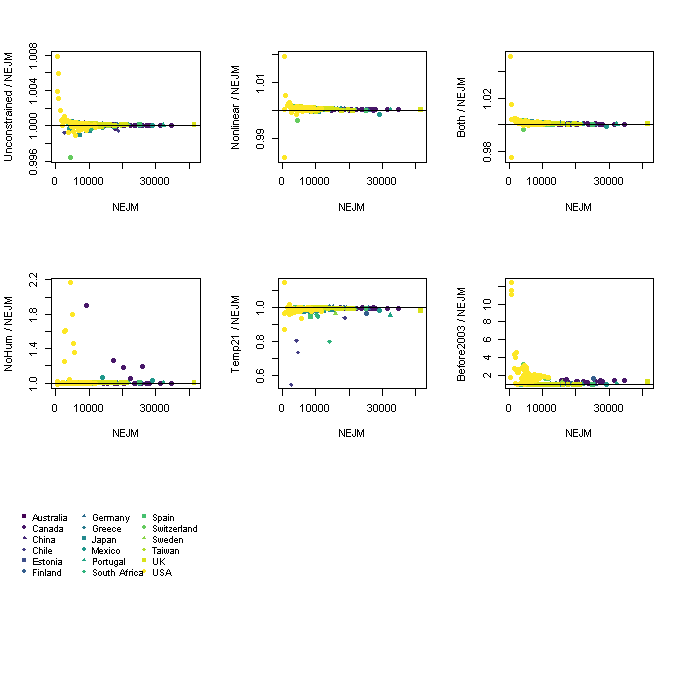 1.008
1.004
1.000
0.996
Unconstrained / NEJM
0 10000 30000
NEJM
1.01
0.99
Nonlinear / NEJM
0 10000 30000
NEJM
1.02
0.98
Both / NEJM
0 10000 30000
NEJM
2.2
1.8
1.4
1.0
NoHum / NEJM
0 10000 30000
NEJM
1.0
0.8
0.6
Temp21 / NEJM
0 10000 30000
NEJM
10
6
4
2
Before2003 / NEJM
0 10000 30000
NEJM
Australia Germany Spain
Canada Greece Switzerland
China Japan Sweden
Chile Mexico Taiwan
Estonia Portugal UK
Finland South Africa USA